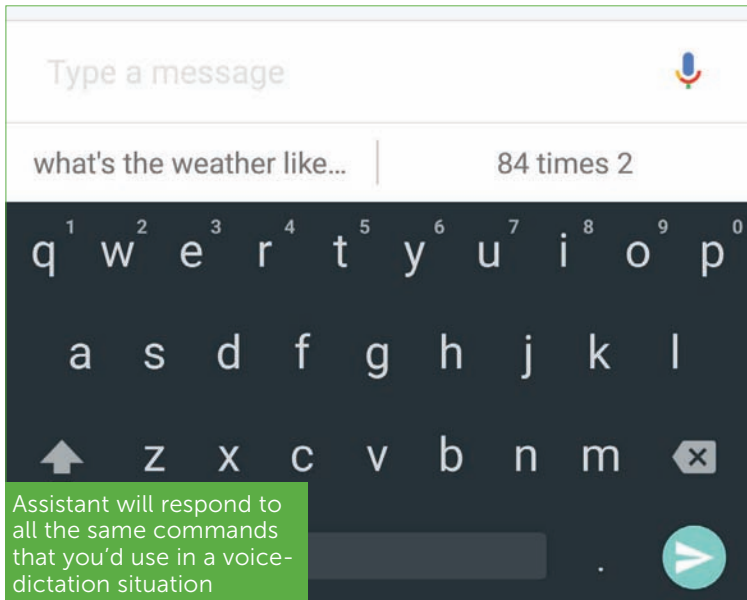 Type a message
what's the weather like... 84 times 2
q 1 w 2 e 3 r 4 t 5 y 6 u 7 i 8 o 9 p 0
a s d f g h j k l
z x c v b n m
Assistant will respond to
all the same commands
that you'd use in a voice-
dictation situation
.